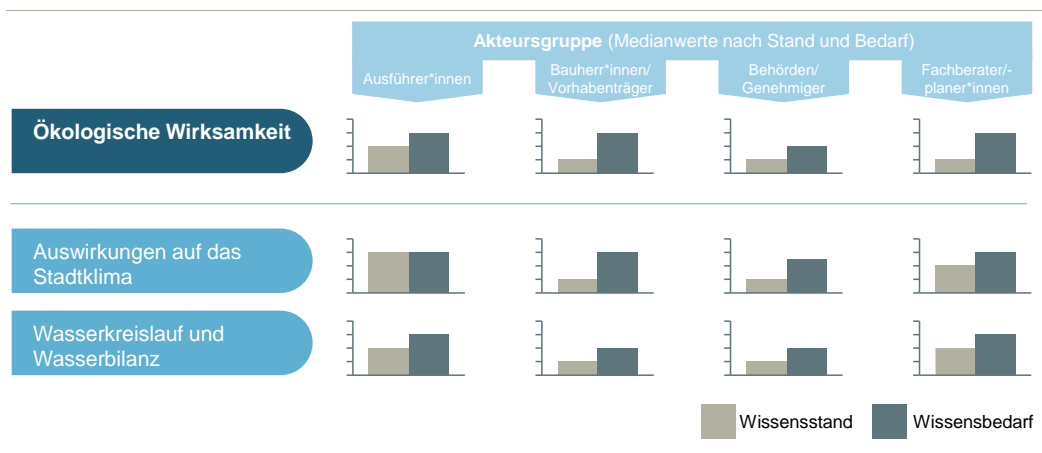 Akteursgruppe (Medianwerte nach Stand und Bedarf)
Ausführer*innen
Bauherr*innen/
Vorhabenträger
Behörden/
Genehmiger
Fachberater/-
planer*innen
Ökologische Wirksamkeit
Auswirkungen auf das
Stadtklima
Wasserkreislauf und
Wasserbilanz
Wissensstand
Wissensbedarf